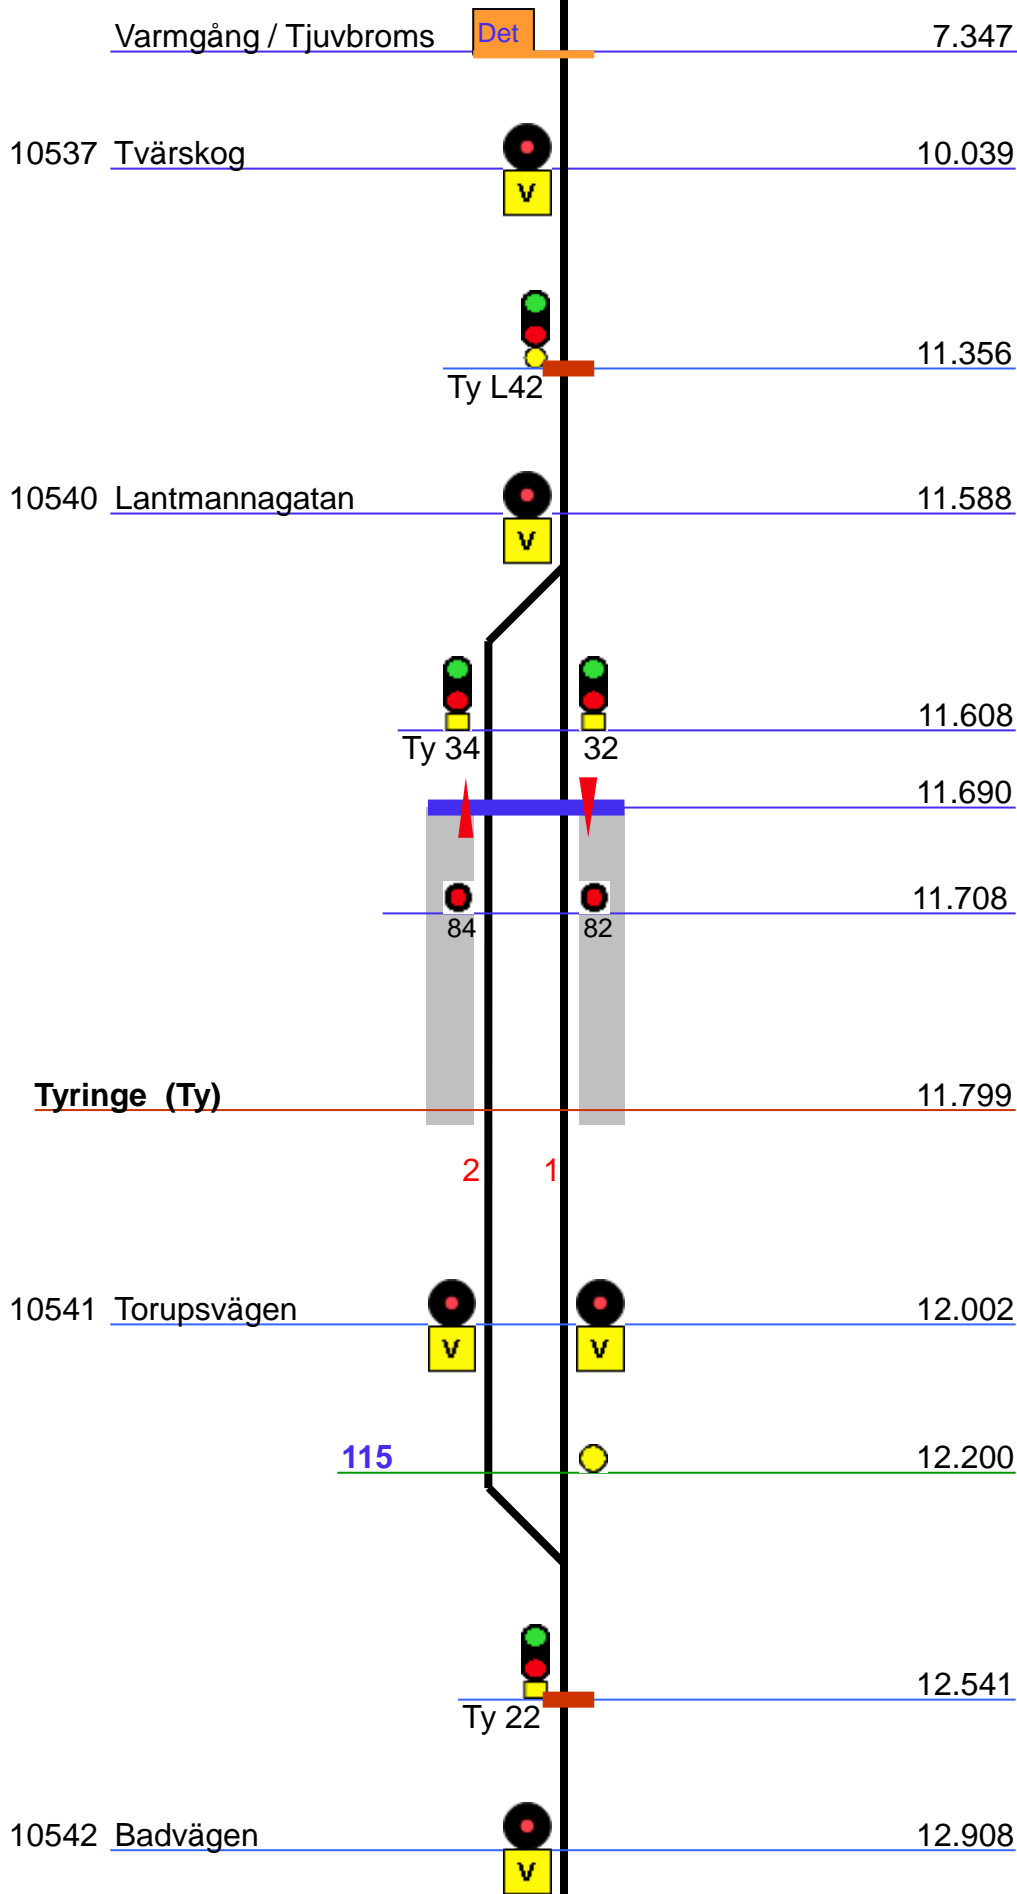 Varmgång / Tjuvbroms Det 7.347
10537 Tvärskog 10.039
V
11.356
Ty L42
10540 Lantmannagatan 11.588
V
11.608
Ty 34 32
11.690
11.708
84 82
Tyringe (Ty) 11.799
2 1
10541 Torupsvägen 12.002
V V
115 12.200
12.541
Ty 22
10542 Badvägen 12.908
V